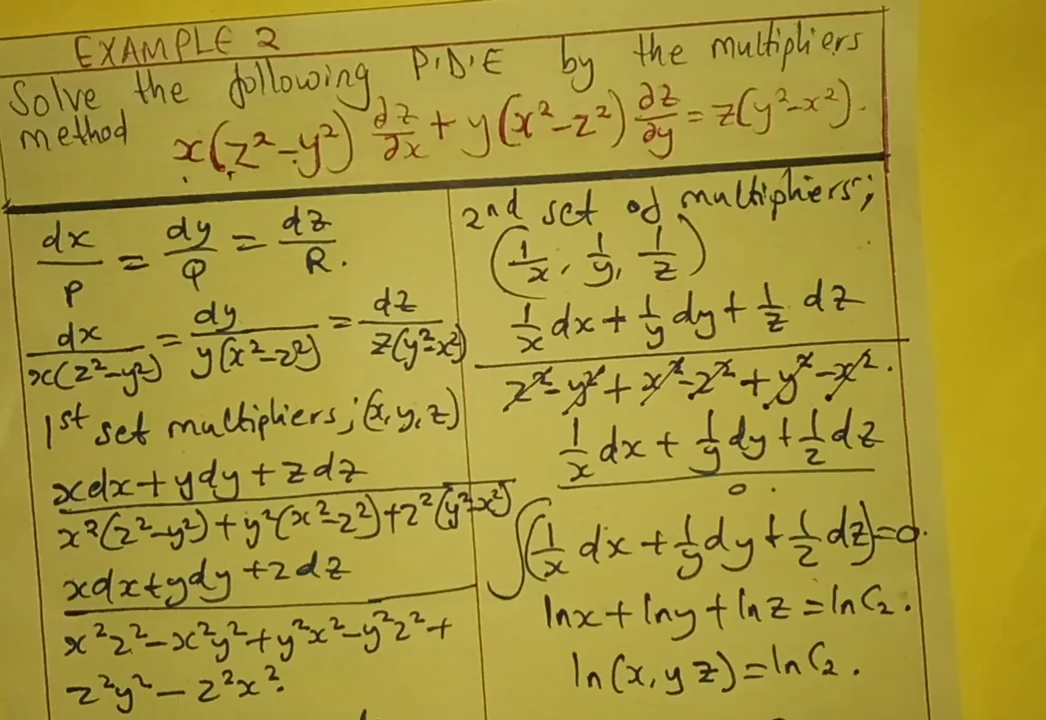 EXAMPLE 2
Solve the following P.D.E by the multipliers
method x(z² - y²) ∂z/∂x + y(x² - z²) ∂z/∂y = z(y² - x²).
dx/P = dy/Q = dz/R.
dx/x(z² - y²) = dy/y(x² - z²) = dz/z(y² - x²)
1st set multipliers; (x, y, z)
xdx + ydy + zdz
x²(z² - y²) + y²(x² - z²) + z²(y² - x²)
xdx + ydy + zdz
x²z² - x²y² + y²x² - y²z² +
z²y² - z²x².
2nd set of multipliers;
(1/x, 1/y, 1/z)
1/x dx + 1/y dy + 1/z dz
z² - y² + x² - z² + y² - x².
1/x dx + 1/y dy + 1/z dz
0.
∫(1/x dx + 1/y dy + 1/z dz) = 0.
ln x + ln y + ln z = ln C₂.
ln(x, y z) = ln C₂.